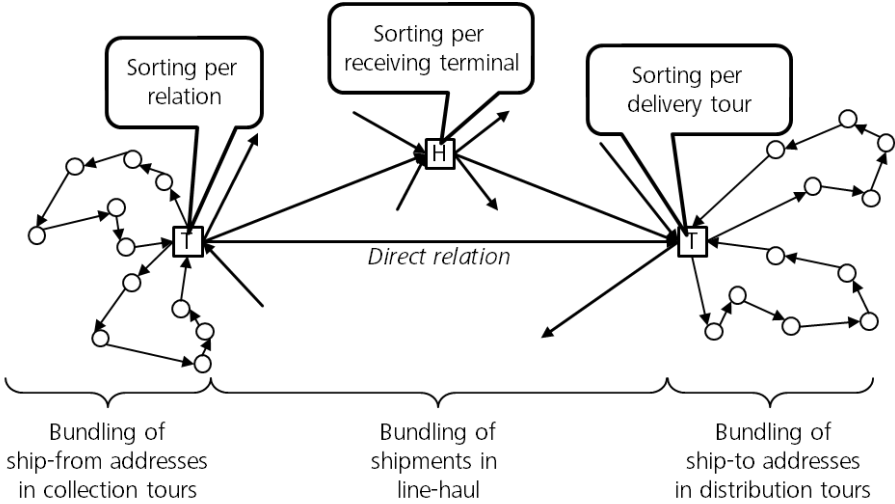 Sorting per
relation
Sorting per
receiving terminal
Sorting per
delivery tour
H
T
T
Direct relation
Bundling of
ship-from addresses
in collection tours
Bundling of
shipments in
line-haul
Bundling of
ship-to addresses
in distribution tours